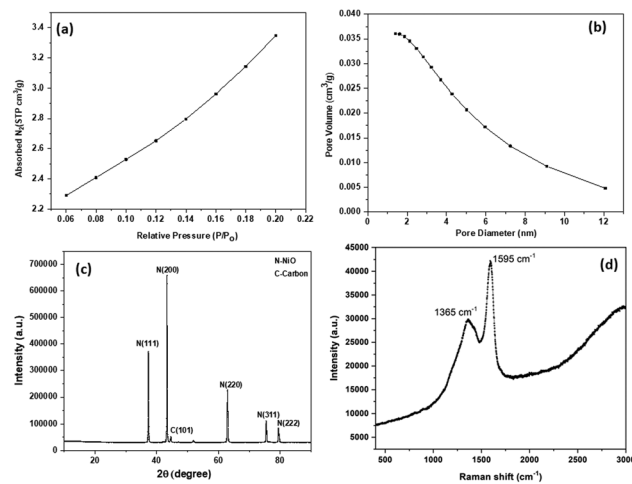 (a)
Absorbed N2(STP cm³/g)
3.4
3.2
3.0
2.8
2.6
2.4
2.2
0.06 0.08 0.10 0.12 0.14 0.16 0.18 0.20 0.22
Relative Pressure (P/PO)
(b)
Pore Volume (cm³/g)
0.040
0.035
0.030
0.025
0.020
0.015
0.010
0.005
0.000
0 2 4 6 8 10 12
Pore Diameter (nm)
(c)
N-NiO
C-Carbon
Intensity (a.u.)
700000
600000
500000
400000
300000
200000
100000
0
N(200)
N(111)
N(220)
C(101)
N(311)
N(222)
20 40 60 80
2θ (degree)
(d)
Intensity (a.u.)
45000
40000
35000
30000
25000
20000
15000
10000
5000
1595 cm⁻¹
1365 cm⁻¹
500 1000 1500 2000 2500 3000
Raman shift (cm⁻¹)